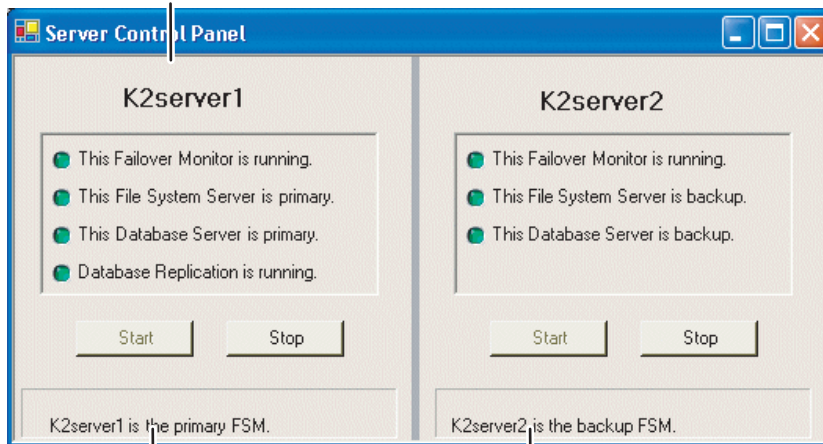 Server Control Panel
K2server1
This Failover Monitor is running.
This File System Server is primary.
This Database Server is primary.
Database Replication is running.
Start
Stop
K2server1 is the primary FSM.
K2server2
This Failover Monitor is running.
This File System Server is backup.
This Database Server is backup.
Start
Stop
K2server2 is the backup FSM.